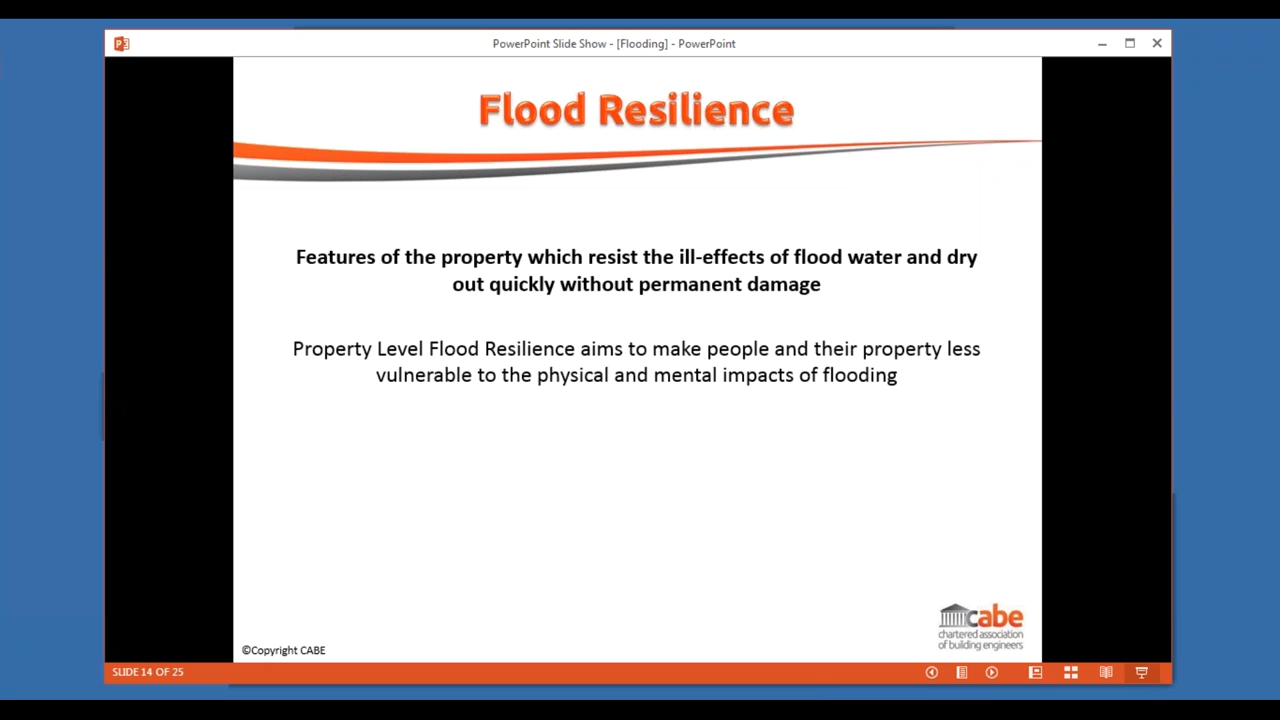 PowerPoint Slide Show - [Flooding] - PowerPoint
Flood Resilience
Features of the property which resist the ill-effects of flood water and dry
out quickly without permanent damage
Property Level Flood Resilience aims to make people and their property less
vulnerable to the physical and mental impacts of flooding
cabe
chartered association
of building engineers
©Copyright CABE
SLIDE 14 OF 25